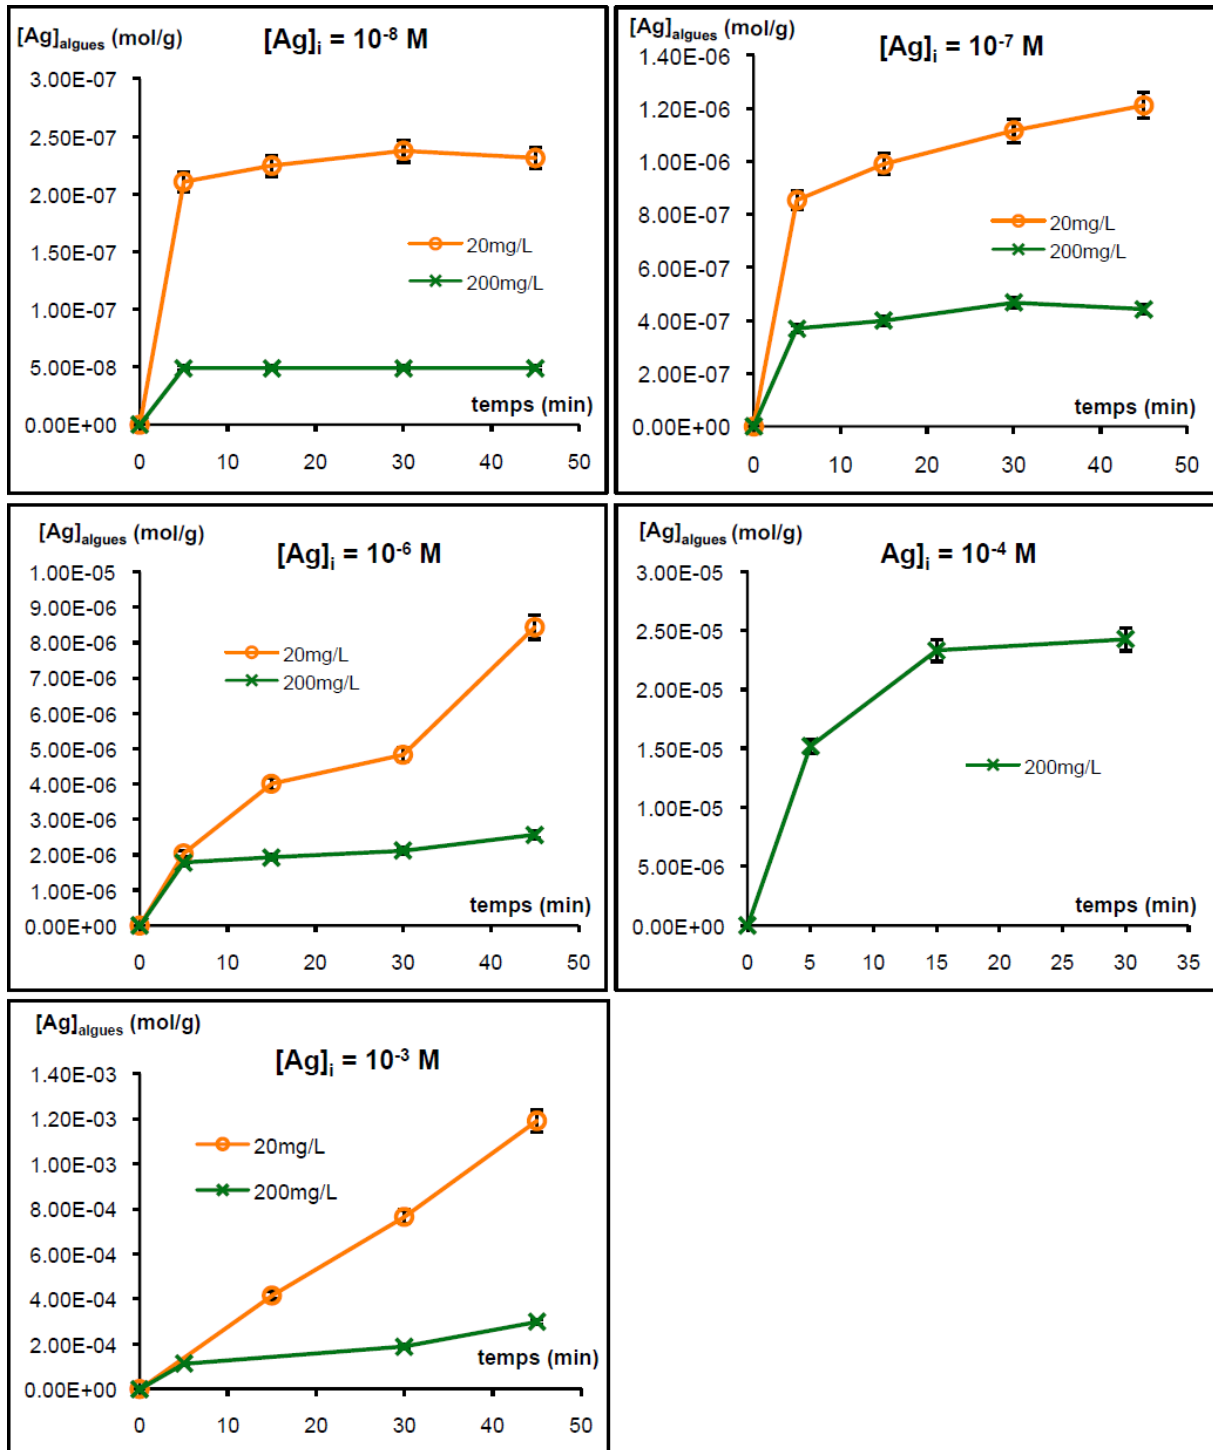 [Ag]algues (mol/g)
[Ag]i = 10-8 M
3.00E-07
2.50E-07
2.00E-07
1.50E-07
1.00E-07
5.00E-08
0.00E+00
20mg/L
200mg/L
temps (min)
0 10 20 30 40 50
[Ag]algues (mol/g)
[Ag]i = 10-7 M
1.40E-06
1.20E-06
1.00E-06
8.00E-07
6.00E-07
4.00E-07
2.00E-07
0.00E+00
20mg/L
200mg/L
temps (min)
0 10 20 30 40 50
[Ag]algues (mol/g)
[Ag]i = 10-6 M
1.00E-05
9.00E-06
8.00E-06
7.00E-06
6.00E-06
5.00E-06
4.00E-06
3.00E-06
2.00E-06
1.00E-06
0.00E+00
20mg/L
200mg/L
temps (min)
0 10 20 30 40 50
[Ag]algues (mol/g)
Ag]i = 10-4 M
3.00E-05
2.50E-05
2.00E-05
1.50E-05
1.00E-05
5.00E-06
0.00E+00
200mg/L
temps (min)
0 5 10 15 20 25 30 35
[Ag]algues (mol/g)
[Ag]i = 10-3 M
1.40E-03
1.20E-03
1.00E-03
8.00E-04
6.00E-04
4.00E-04
2.00E-04
0.00E+00
20mg/L
200mg/L
temps (min)
0 10 20 30 40 50